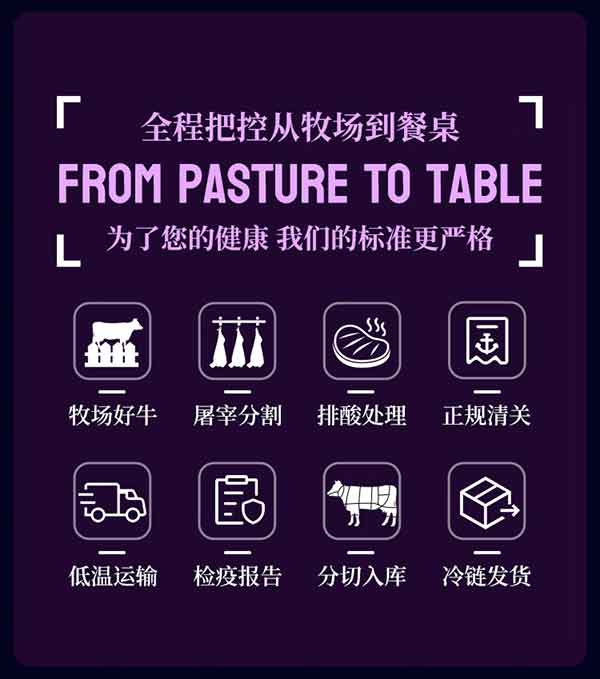 全程把控从牧场到餐桌
FROM PASTURE TO TABLE
为了您的健康 我们的标准更严格
牧场好牛 屠宰分割 排酸处理 正规清关
低温运输 检疫报告 分切入库 冷链发货